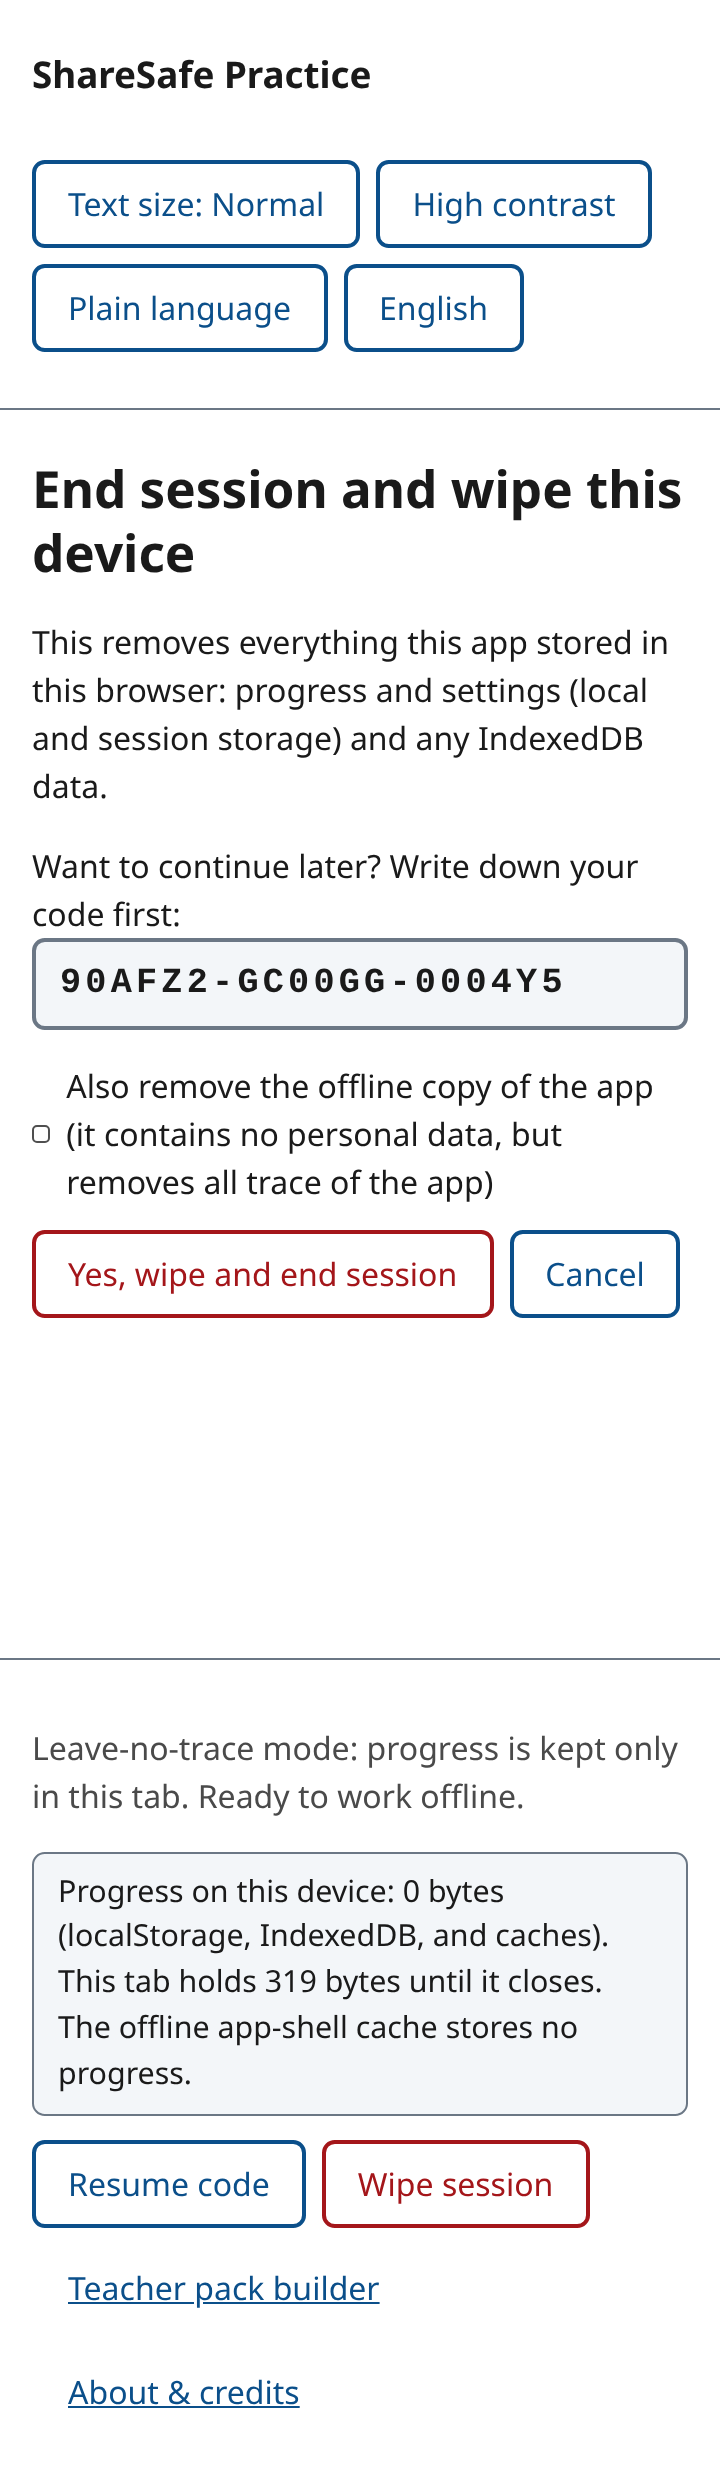 ShareSafe Practice
Text size: Normal
High contrast
Plain language
English
End session and wipe this
device
This removes everything this app stored in
this browser: progress and settings (local
and session storage) and any IndexedDB
data.
Want to continue later? Write down your
code first:
90AFZ2-GC00GG-0004Y5
Also remove the offline copy of the app
(it contains no personal data, but
removes all trace of the app)
Yes, wipe and end session
Cancel
Leave-no-trace mode: progress is kept only
in this tab. Ready to work offline.
Progress on this device: 0 bytes
(localStorage, IndexedDB, and caches).
This tab holds 319 bytes until it closes.
The offline app-shell cache stores no
progress.
Resume code
Wipe session
Teacher pack builder
About & credits